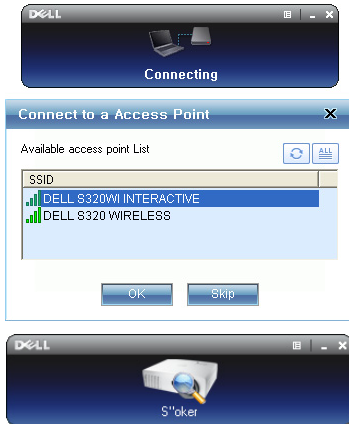 DELL
Connecting
Connect to a Access Point
Available access point List
ALL
SSID
DELL S320WI INTERACTIVE
DELL S320 WIRELESS
OK Skip
DELL
S''oker